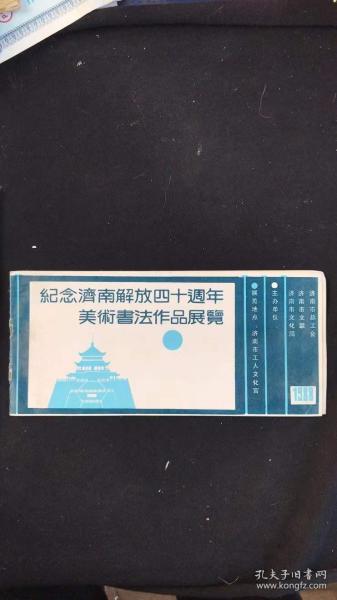 紀念濟南解放四十週年
美術書法作品展覽
展览地点 济南市工人文化宫
主办单位
济南市文化局
济南市文联
济南市总工会
1988
孔夫子旧书网
www.kongfz.com